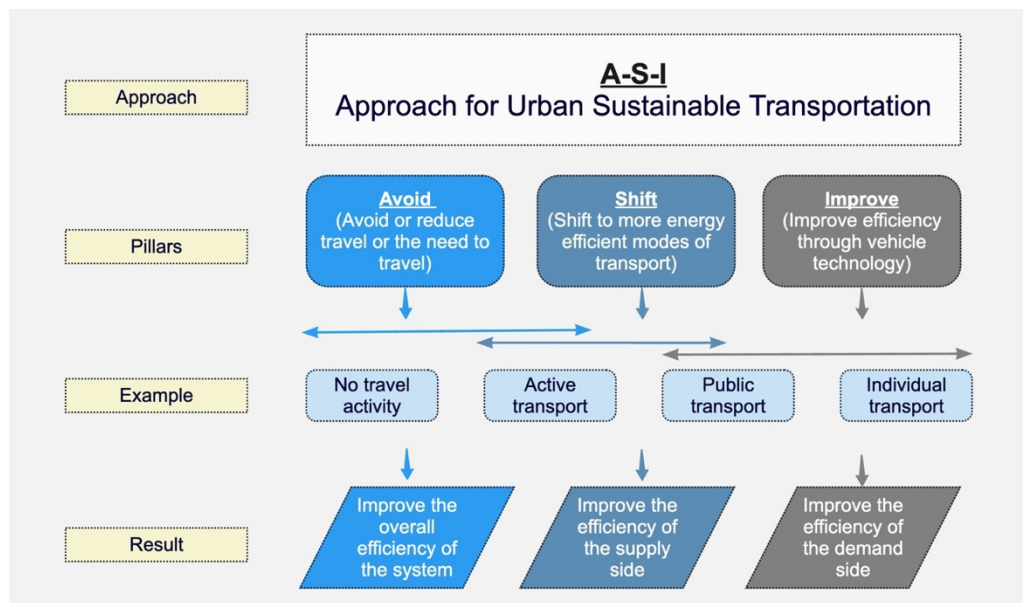 Approach
A-S-I
Approach for Urban Sustainable Transportation
Pillars
Avoid
(Avoid or reduce
travel or the need to
travel)
Shift
(Shift to more energy
efficient modes of
transport)
Improve
(Improve efficiency
through vehicle
technology)
Example
No travel
activity
Active
transport
Public
transport
Individual
transport
Result
Improve the
overall
efficiency of
the system
Improve the
efficiency of
the supply
side
Improve the
efficiency of
the demand
side